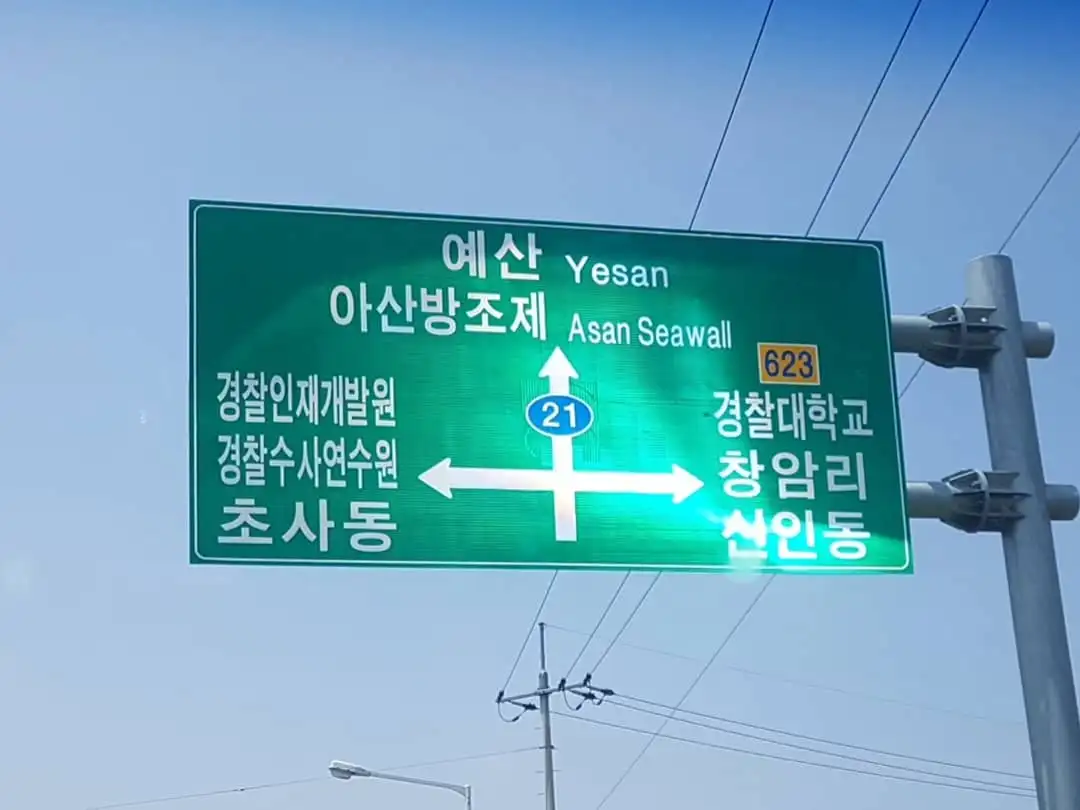 예산 Yesan
아산방조제 Asan Seawall
623
경찰인재개발원
경찰수사연수원
초사동
21
경찰대학교
창암리
신인동